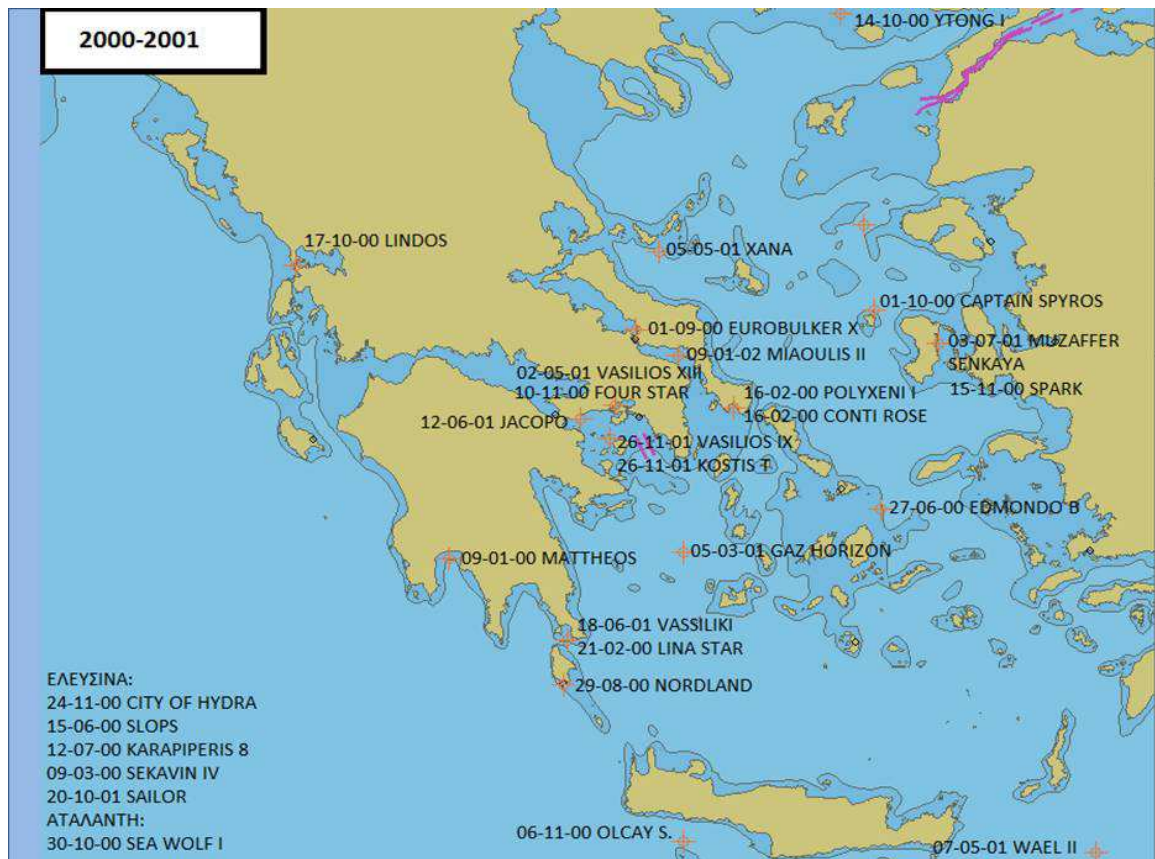 2000-2001
14-10-00 YTONG I
17-10-00 LINDOS
05-05-01 XANA
01-10-00 CAPTAIN SPYROS
01-09-00 EUROBULKER X
03-07-01 MUZAFFER
SENKAYA
09-01-02 MIAOULIS II
02-05-01 VASILIOS XIII
10-11-00 FOUR STAR
15-11-00 SPARK
16-02-00 POLYXENI I
16-02-00 CONTI ROSE
12-06-01 JACOPO
26-11-01 VASILIOS IX
26-11-01 KOSTIS T
27-06-00 EDMONDO B
05-03-01 GAZ HORIZON
09-01-00 MATTHEOS
18-06-01 VASSILIKI
21-02-00 LINA STAR
29-08-00 NORDLAND
ΕΛΕΥΣΙΝΑ:
24-11-00 CITY OF HYDRA
15-06-00 SLOPS
12-07-00 KARAPIPERIS 8
09-03-00 SEKAVIN IV
20-10-01 SAILOR
ΑΤΑΛΑΝΤΗ:
30-10-00 SEA WOLF I
06-11-00 OLCAY S.
07-05-01 WAEL II